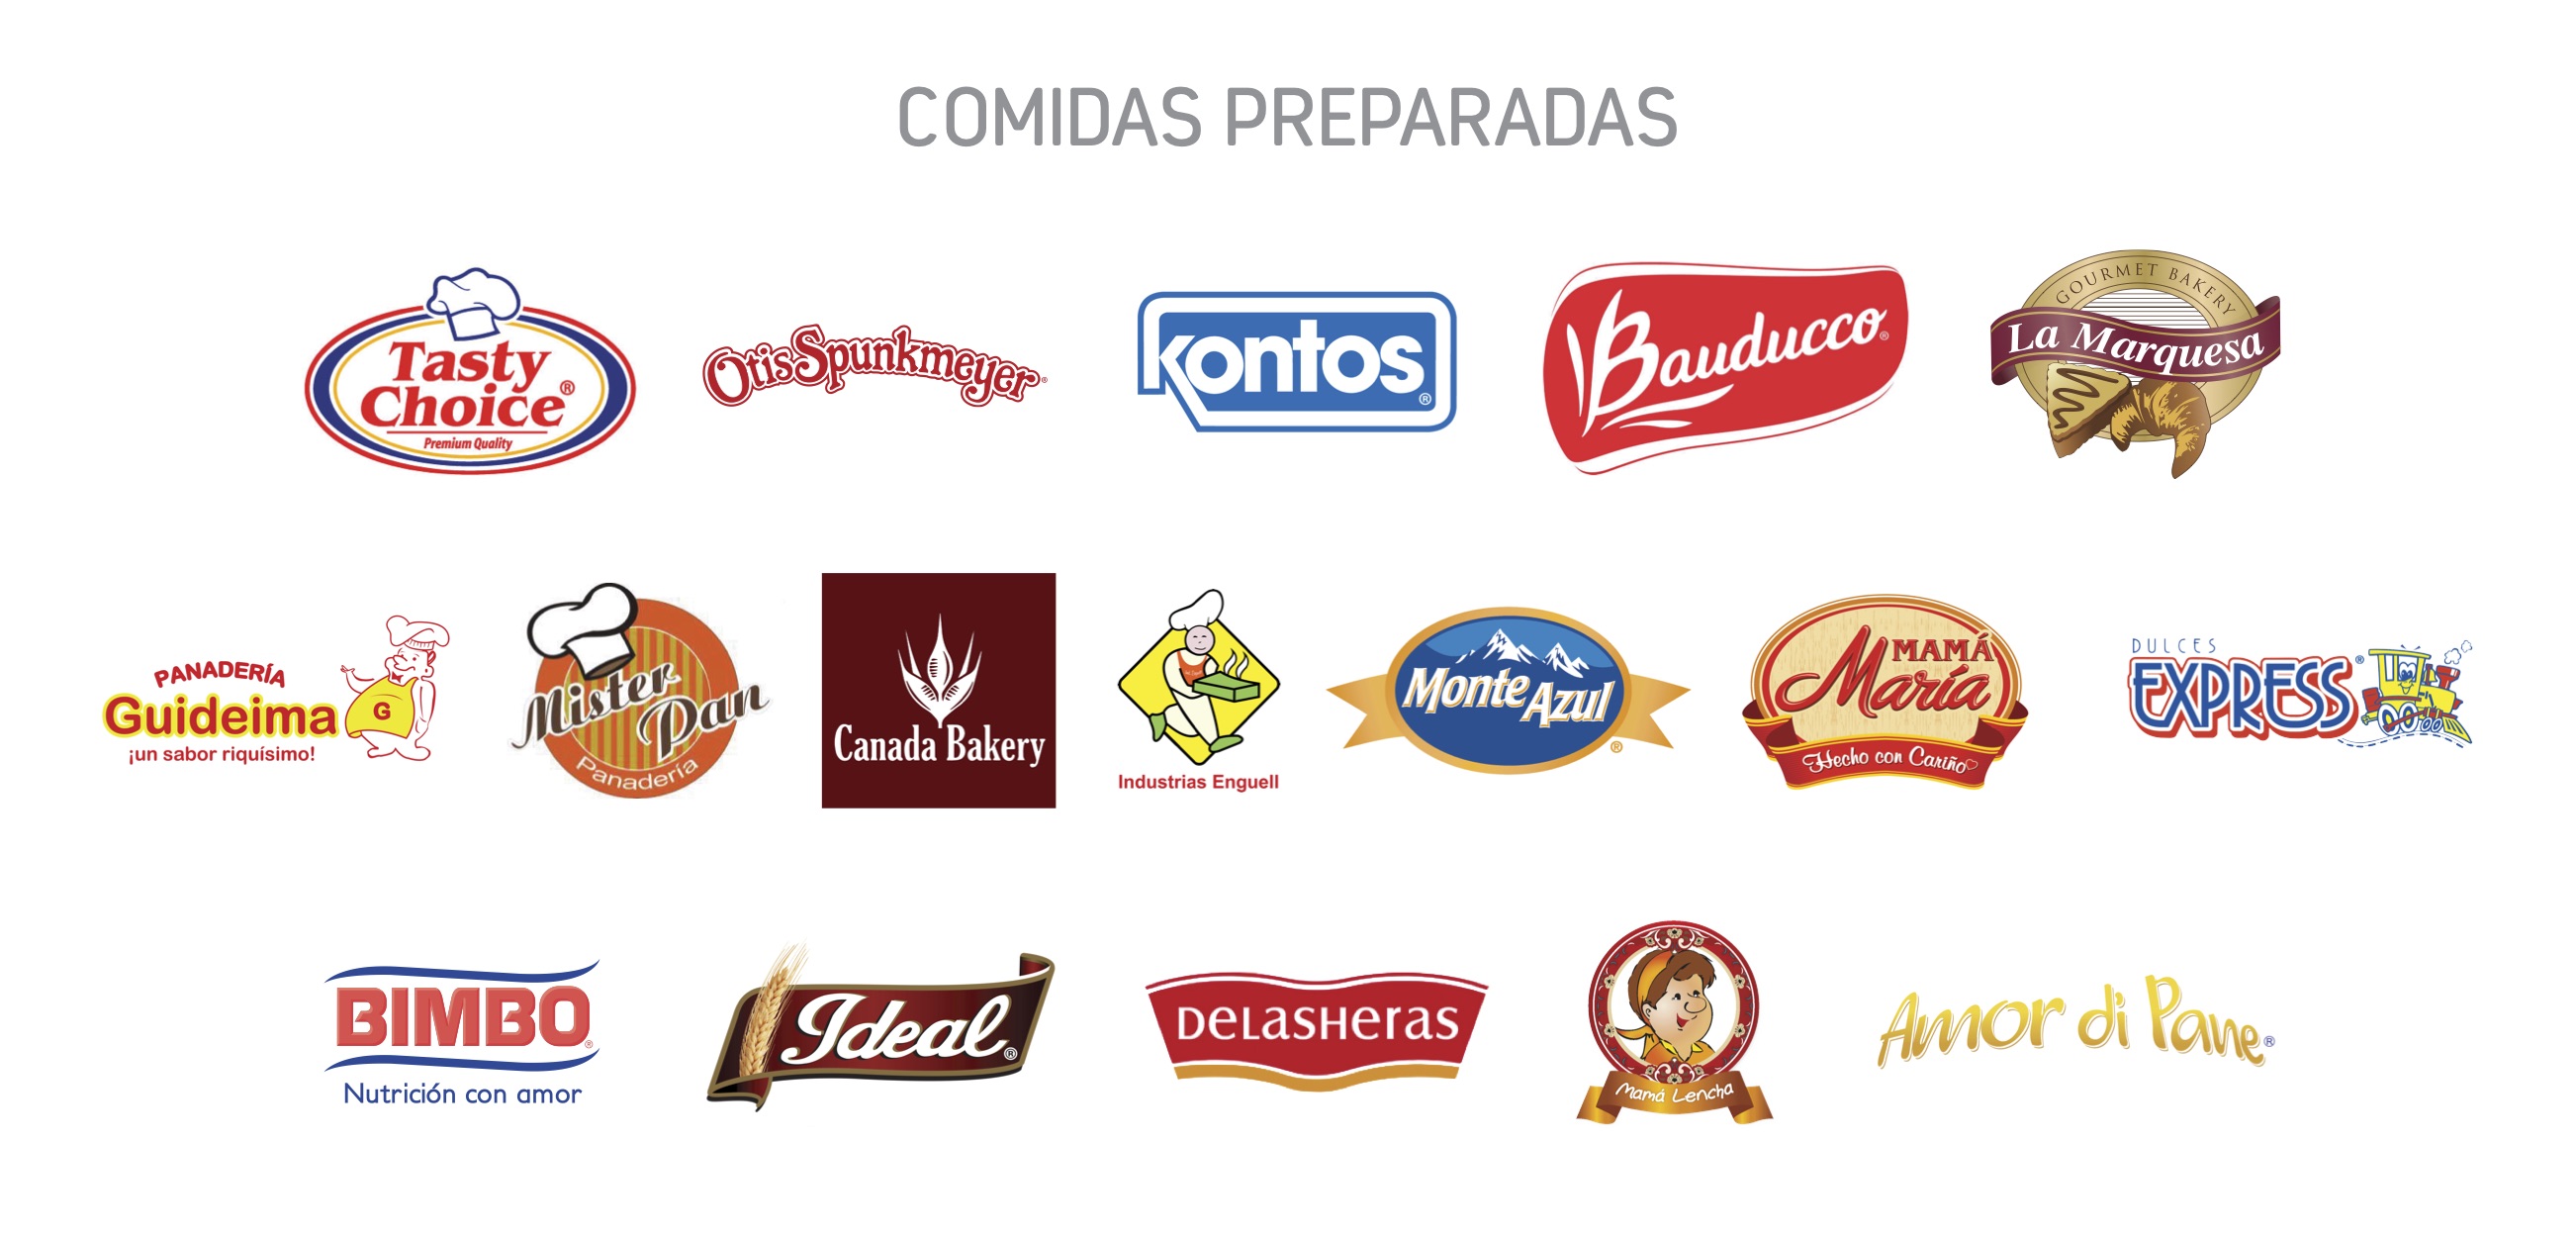 COMIDAS PREPARADAS
Tasty
Choice®
Premium Quality
Otis Spunkmeyer®
Kontos®
Bauducco®
GOURMET BAKERY
La Marquesa
PANADERÍA
Guideima
¡un sabor riquísimo!
G
Mister
Pan
Panadería
Canada Bakery
Industrias Enguell
Monte
Azul
®
MAMÁ
María
Hecho con Cariño
DULCES
EXPRESS®
BIMBO®
Nutrición con amor
Ideal®
DeLasHeras
Mamá Lencha
Amor di Pane®